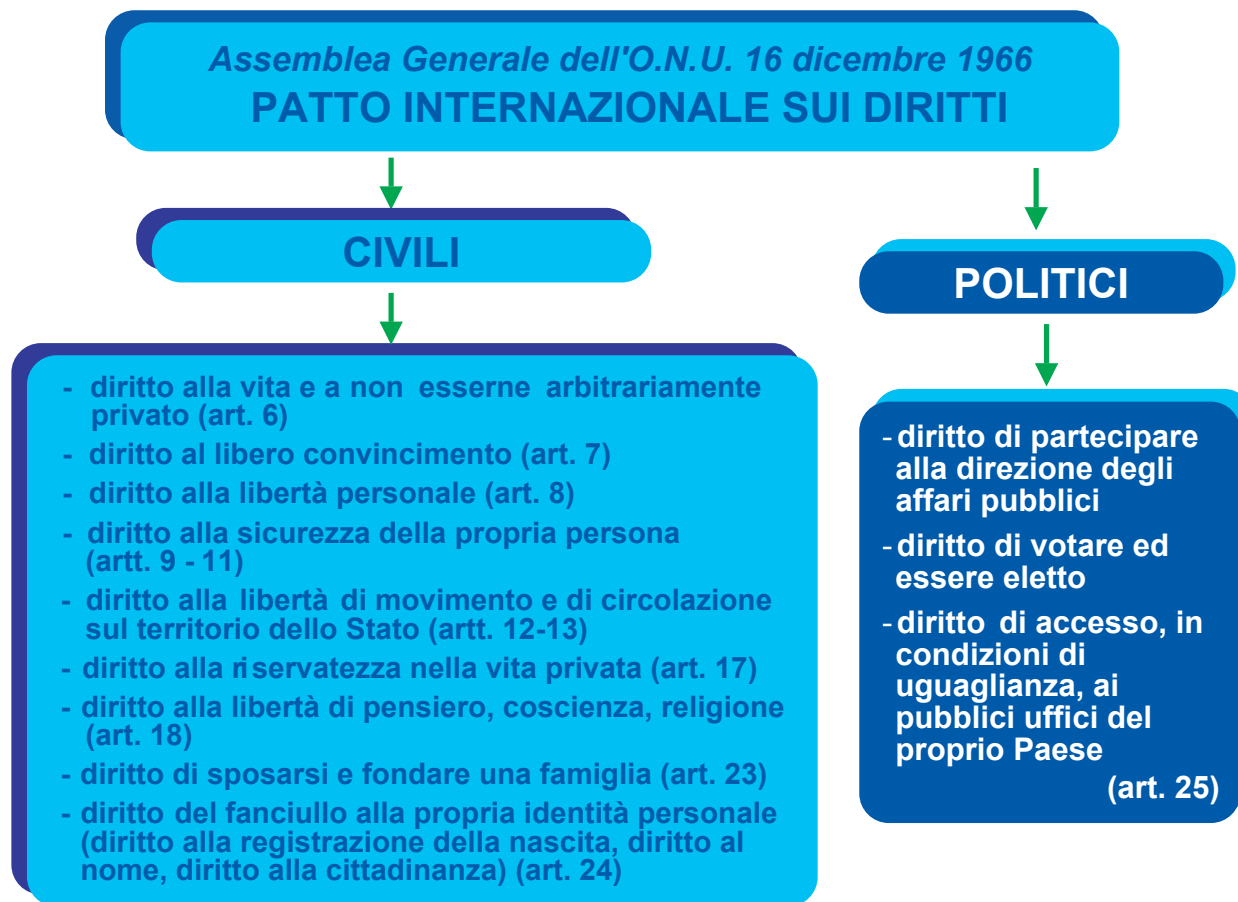 Assemblea Generale dell'O.N.U. 16 dicembre 1966
PATTO INTERNAZIONALE SUI DIRITTI
CIVILI
- diritto alla vita e a non esserne arbitrariamente
privato (art. 6)
- diritto al libero convincimento (art. 7)
- diritto alla libertà personale (art. 8)
- diritto alla sicurezza della propria persona
(artt. 9 - 11)
- diritto alla libertà di movimento e di circolazione
sul territorio dello Stato (artt. 12-13)
- diritto alla riservatezza nella vita privata (art. 17)
- diritto alla libertà di pensiero, coscienza, religione
(art. 18)
- diritto di sposarsi e fondare una famiglia (art. 23)
- diritto del fanciullo alla propria identità personale
(diritto alla registrazione della nascita, diritto al
nome, diritto alla cittadinanza) (art. 24)
POLITICI
- diritto di partecipare
alla direzione degli
affari pubblici
- diritto di votare ed
essere eletto
- diritto di accesso, in
condizioni di
uguaglianza, ai
pubblici uffici del
proprio Paese
(art. 25)